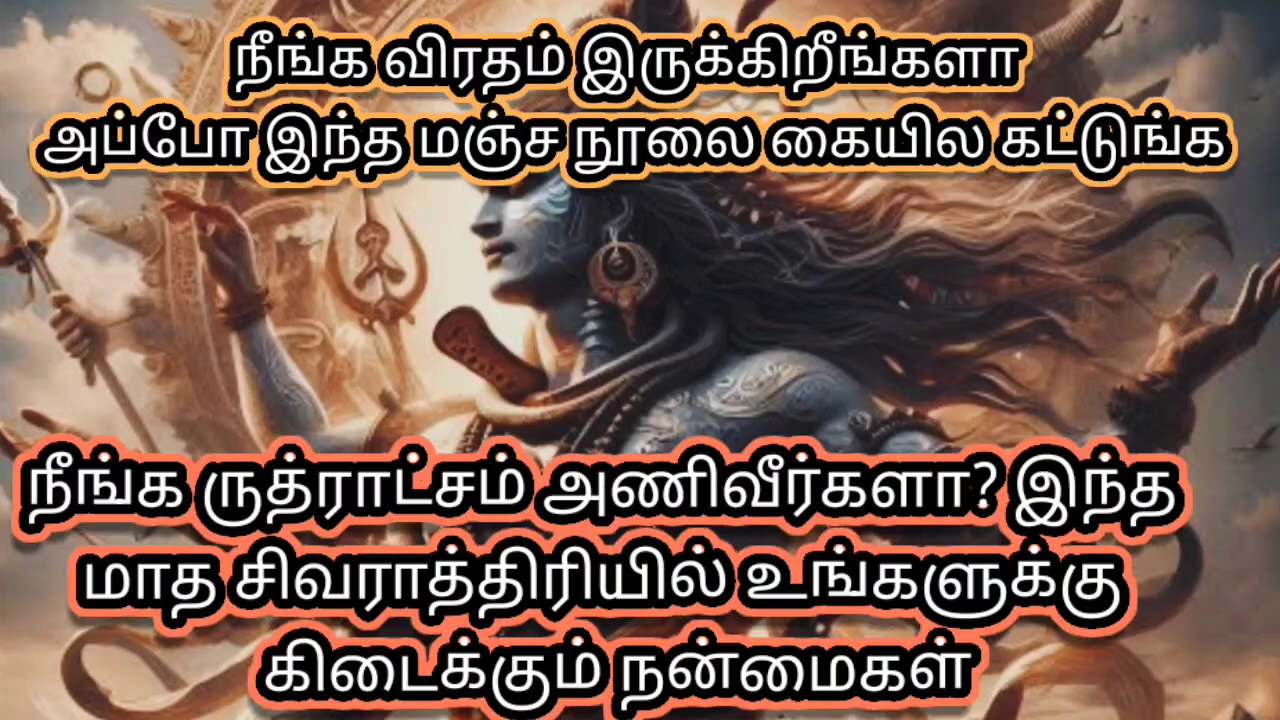 நீங்க விரதம் இருக்கிறீங்களா
அப்போ இந்த மஞ்ச நூலை கையில கட்டுங்க
நீங்க ருத்ராட்சம் அணிவீர்களா? இந்த
மாத சிவராத்திரியில் உங்களுக்கு
கிடைக்கும் நன்மைகள்